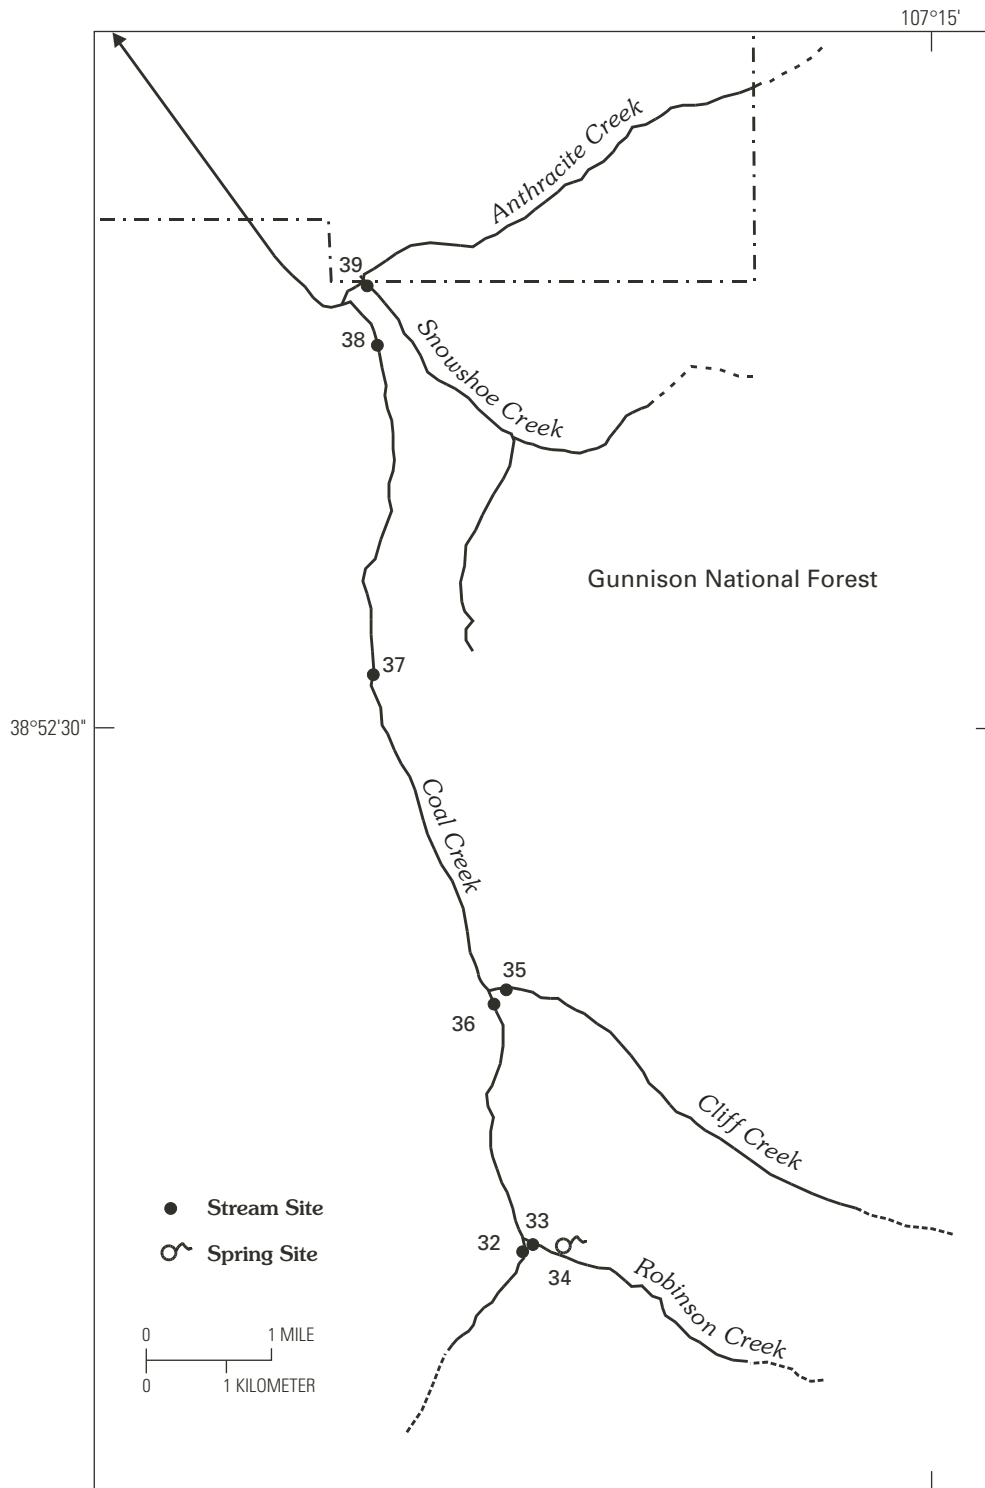 107°15'
Anthracite Creek
39
38
Snowshoe Creek
Gunnison National Forest
37
38°52'30"
Coal Creek
35
36
Cliff Creek
Stream Site
33
32
Spring Site
34
Robinson Creek
0 1 MILE
0 1 KILOMETER